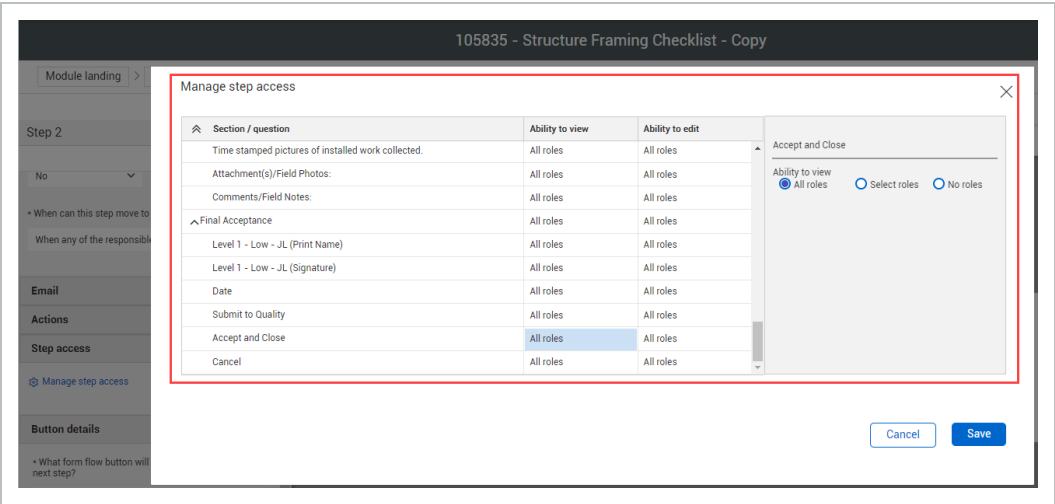 105835 - Structure Framing Checklist - Copy
Module landing >
Manage step access
Step 2
Section / question Ability to view Ability to edit
Time stamped pictures of installed work collected. All roles All roles
Attachment(s)/Field Photos: All roles All roles
Comments/Field Notes: All roles All roles
Final Acceptance All roles All roles
Level 1 - Low - JL (Print Name) All roles All roles
Level 1 - Low - JL (Signature) All roles All roles
Date All roles All roles
Submit to Quality All roles All roles
Accept and Close All roles All roles
Cancel All roles All roles
Accept and Close
Ability to view
All roles Select roles No roles
No
• When can this step move to
When any of the responsible
Email
Actions
Step access
Manage step access
Button details
• What form flow button will
next step?
Cancel Save